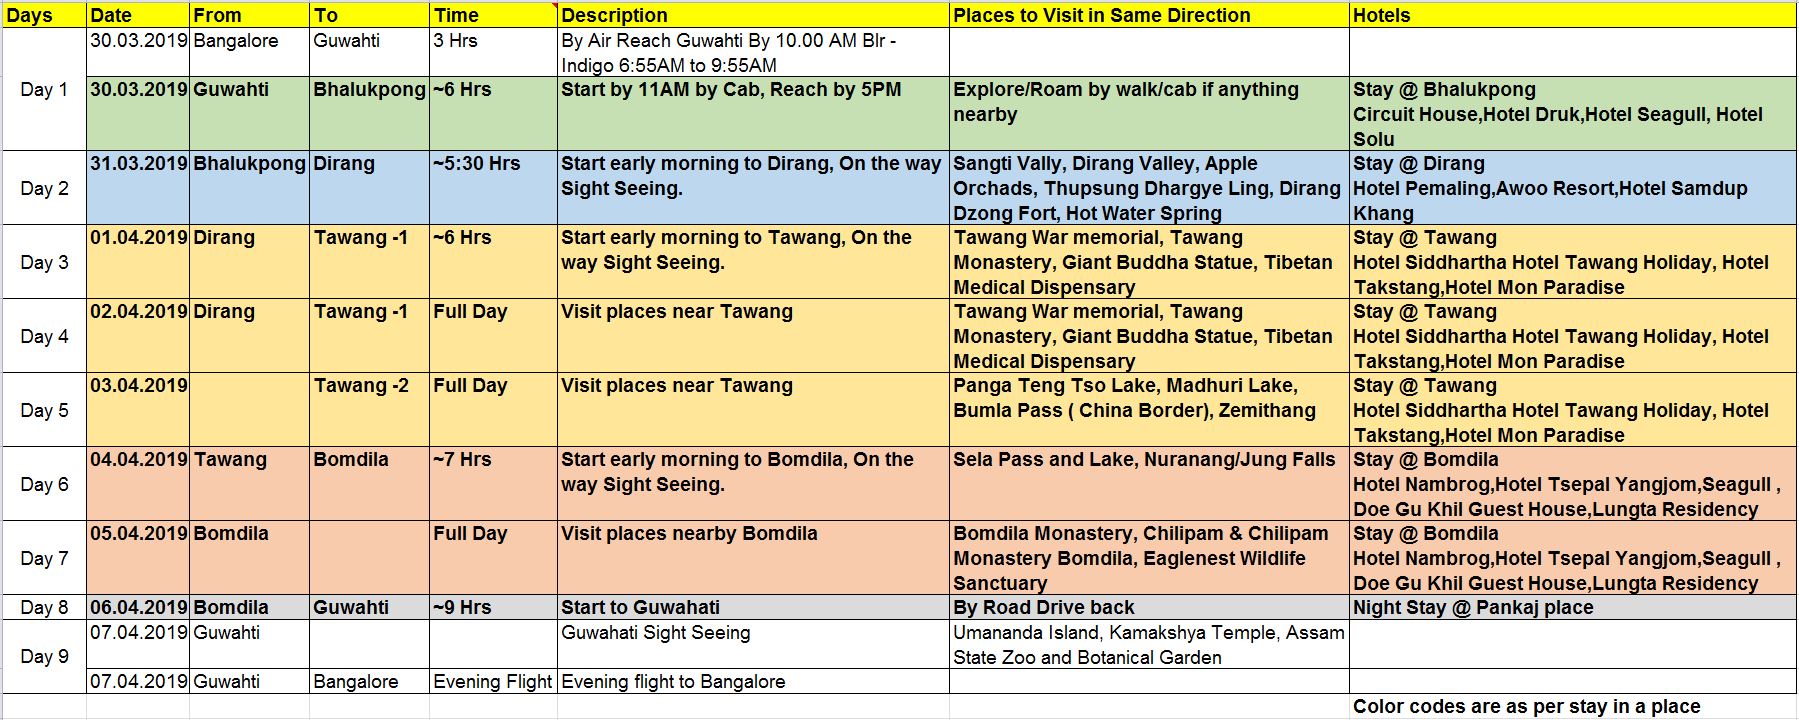 Days Date From To Time Description Places to Visit in Same Direction Hotels
Day 1
30.03.2019 Bangalore Guwahti 3 Hrs By Air Reach Guwahti By 10.00 AM Blr -
Indigo 6:55AM to 9:55AM
30.03.2019 Guwahti Bhalukpong ~6 Hrs Start by 11AM by Cab, Reach by 5PM Explore/Roam by walk/cab if anything Stay @ Bhalukpong
nearby Circuit House,Hotel Druk,Hotel Seagull, Hotel
Solu
Day 2
31.03.2019 Bhalukpong Dirang ~5:30 Hrs Start early morning to Dirang, On the way Sangti Vally, Dirang Valley, Apple Stay @ Dirang
Sight Seeing. Orchads, Thupsung Dhargye Ling, Dirang Hotel Pemaling,Awoo Resort,Hotel Samdup
Dzong Fort, Hot Water Spring Khang
Day 3
01.04.2019 Dirang Tawang -1 ~6 Hrs Start early morning to Tawang, On the Tawang War memorial, Tawang Stay @ Tawang
way Sight Seeing. Monastery, Giant Buddha Statue, Tibetan Hotel Siddhartha Hotel Tawang Holiday, Hotel
Medical Dispensary Takstang,Hotel Mon Paradise
Day 4
02.04.2019 Dirang Tawang -1 Full Day Visit places near Tawang Tawang War memorial, Tawang Stay @ Tawang
Monastery, Giant Buddha Statue, Tibetan Hotel Siddhartha Hotel Tawang Holiday, Hotel
Medical Dispensary Takstang,Hotel Mon Paradise
Day 5
03.04.2019 Tawang -2 Full Day Visit places near Tawang Panga Teng Tso Lake, Madhuri Lake, Stay @ Tawang
Bumla Pass ( China Border), Zemithang Hotel Siddhartha Hotel Tawang Holiday, Hotel
Takstang,Hotel Mon Paradise
Day 6
04.04.2019 Tawang Bomdila ~7 Hrs Start early morning to Bomdila, On the Sela Pass and Lake, Nuranang/Jung Falls Stay @ Bomdila
way Sight Seeing. Hotel Nambrog,Hotel Tsepal Yangjom,Seagull ,
Doe Gu Khil Guest House,Lungta Residency
Day 7
05.04.2019 Bomdila Full Day Visit places nearby Bomdila Bomdila Monastery, Chilipam & Chilipam Stay @ Bomdila
Monastery Bomdila, Eaglenest Wildlife Hotel Nambrog,Hotel Tsepal Yangjom,Seagull ,
Sanctuary Doe Gu Khil Guest House,Lungta Residency
Day 8 06.04.2019 Bomdila Guwahti ~9 Hrs Start to Guwahati By Road Drive back Night Stay @ Pankaj place
Day 9
07.04.2019 Guwahti Guwahati Sight Seeing Umananda Island, Kamakshya Temple, Assam
State Zoo and Botanical Garden
07.04.2019 Guwahti Bangalore Evening Flight Evening flight to Bangalore
Color codes are as per stay in a place